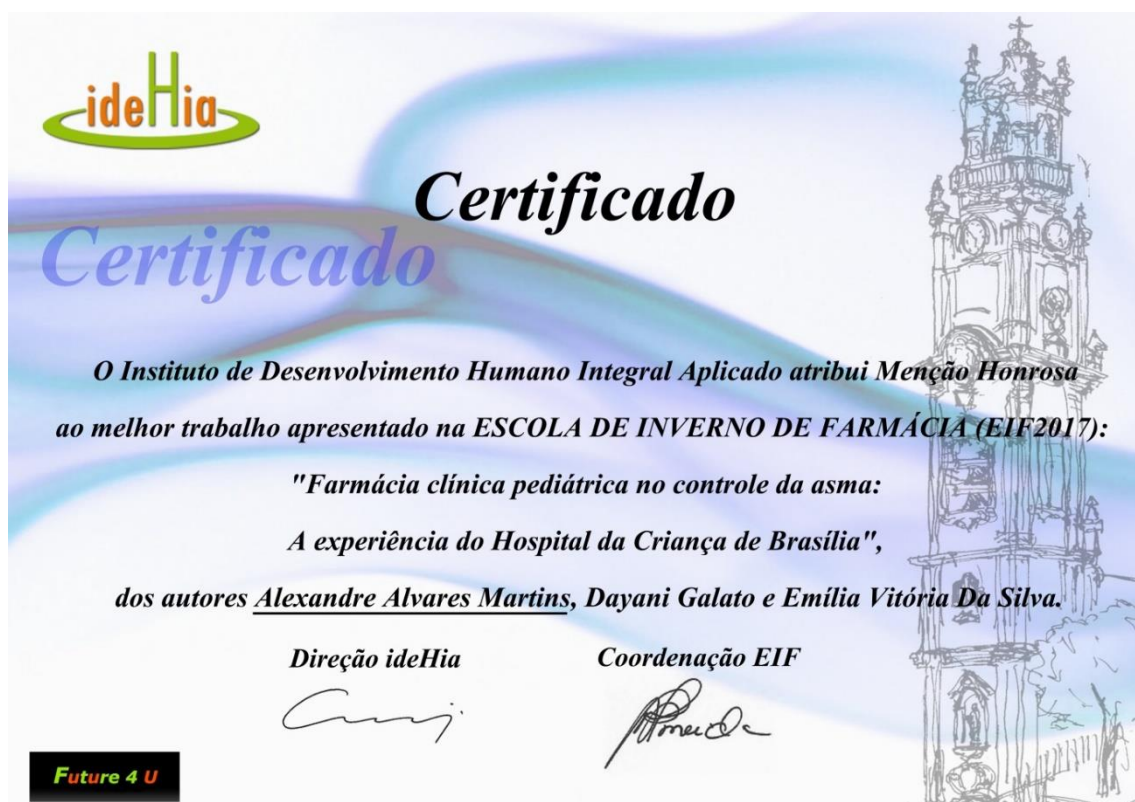 ideHia
Certificado
Certificado
O Instituto de Desenvolvimento Humano Integral Aplicado atribui Menção Honrosa
ao melhor trabalho apresentado na ESCOLA DE INVERNO DE FARMÁCIA (EIF2017):
"Farmácia clínica pediátrica no controle da asma:
A experiência do Hospital da Criança de Brasília",
dos autores Alexandre Alvares Martins, Dayani Galato e Emília Vitória Da Silva.
Direção ideHia Coordenação EIF
Future 4 U